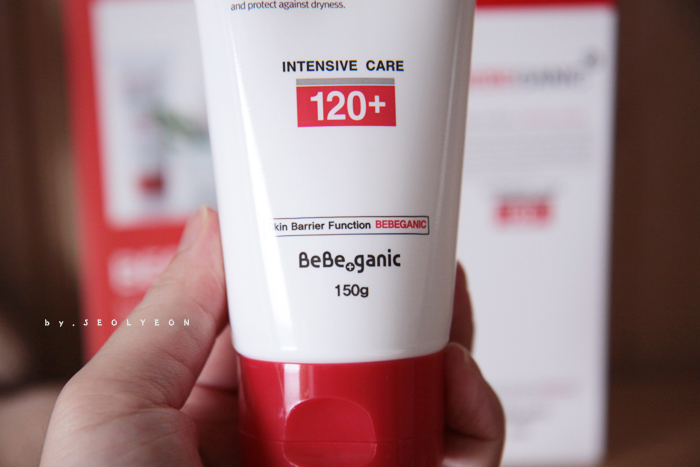 and protect against dryness.
INTENSIVE CARE
120+
kin Barrier Function BEBEGANIC
BeBe+ganic
150g
by.SEOLYEON